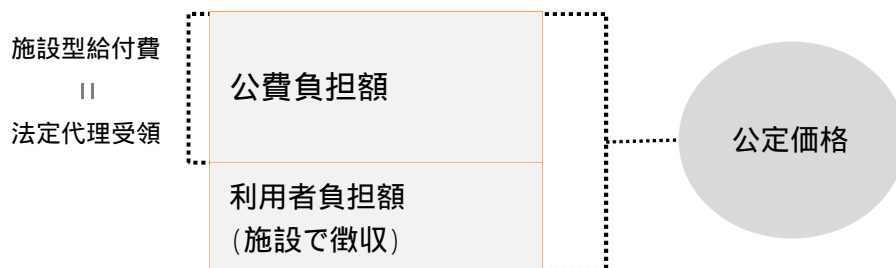 施設型給付費
＝
法定代理受領
公費負担額
利用者負担額
(施設で徴収)
公定価格